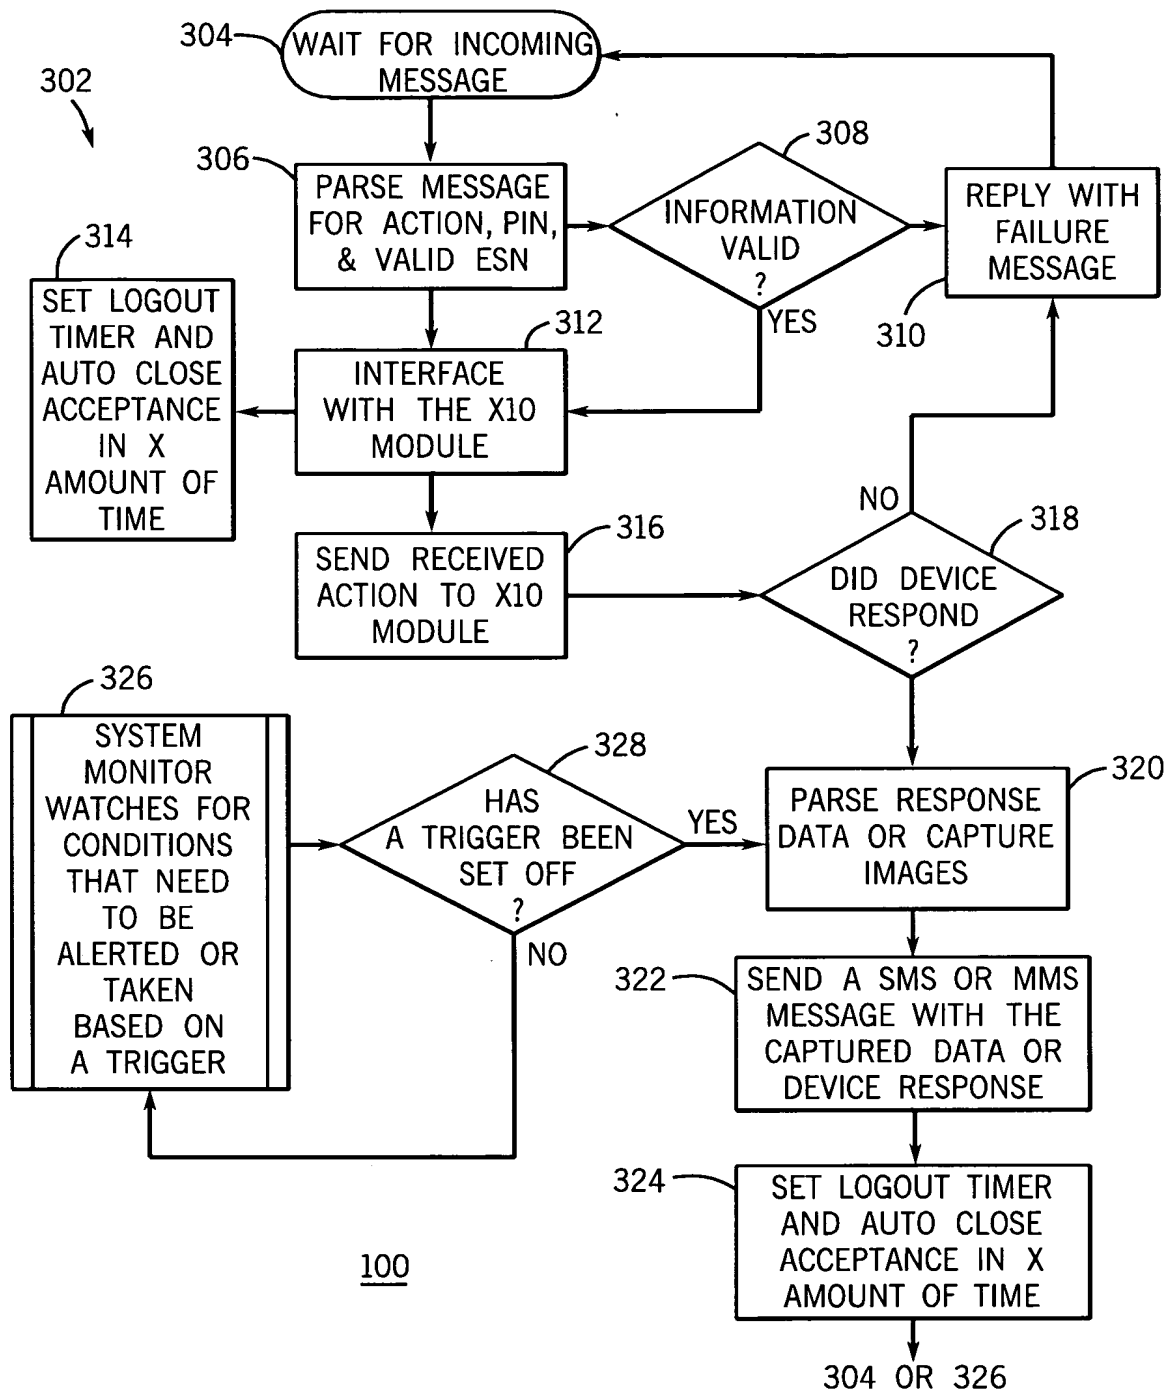 304
WAIT FOR INCOMING
MESSAGE
302
306
PARSE MESSAGE
FOR ACTION, PIN,
& VALID ESN
308
INFORMATION
VALID
?
YES
REPLY WITH
FAILURE
MESSAGE
310
314
SET LOGOUT
TIMER AND
AUTO CLOSE
ACCEPTANCE
IN X
AMOUNT OF
TIME
312
INTERFACE
WITH THE X10
MODULE
316
SEND RECEIVED
ACTION TO X10
MODULE
NO
318
DID DEVICE
RESPOND
?
326
SYSTEM
MONITOR
WATCHES FOR
CONDITIONS
THAT NEED
TO BE
ALERTED OR
TAKEN
BASED ON
A TRIGGER
328
HAS
A TRIGGER BEEN
SET OFF
?
YES
NO
320
PARSE RESPONSE
DATA OR CAPTURE
IMAGES
322
SEND A SMS OR MMS
MESSAGE WITH THE
CAPTURED DATA OR
DEVICE RESPONSE
324
SET LOGOUT TIMER
AND AUTO CLOSE
ACCEPTANCE IN X
AMOUNT OF TIME
100
304 OR 326